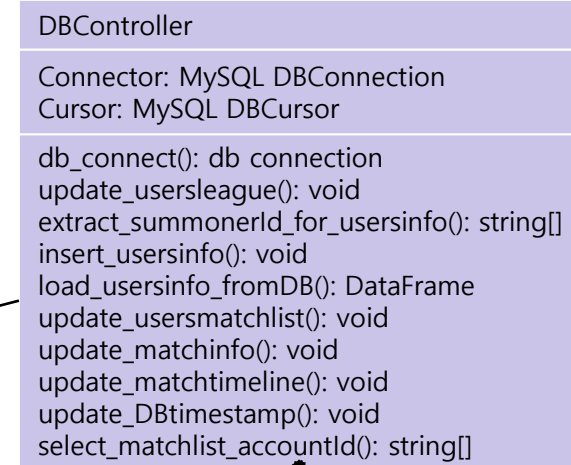 DBController
Connector: MySQL DBConnection
Cursor: MySQL DBCursor
db_connect(): db connection
update_usersleague(): void
extract_summonerId_for_usersinfo(): string[]
insert_usersinfo(): void
load_usersinfo_fromDB(): DataFrame
update_usersmatchlist(): void
update_matchinfo(): void
update_matchtimeline(): void
update_DBtimestamp(): void
select_matchlist_accountId(): string[]